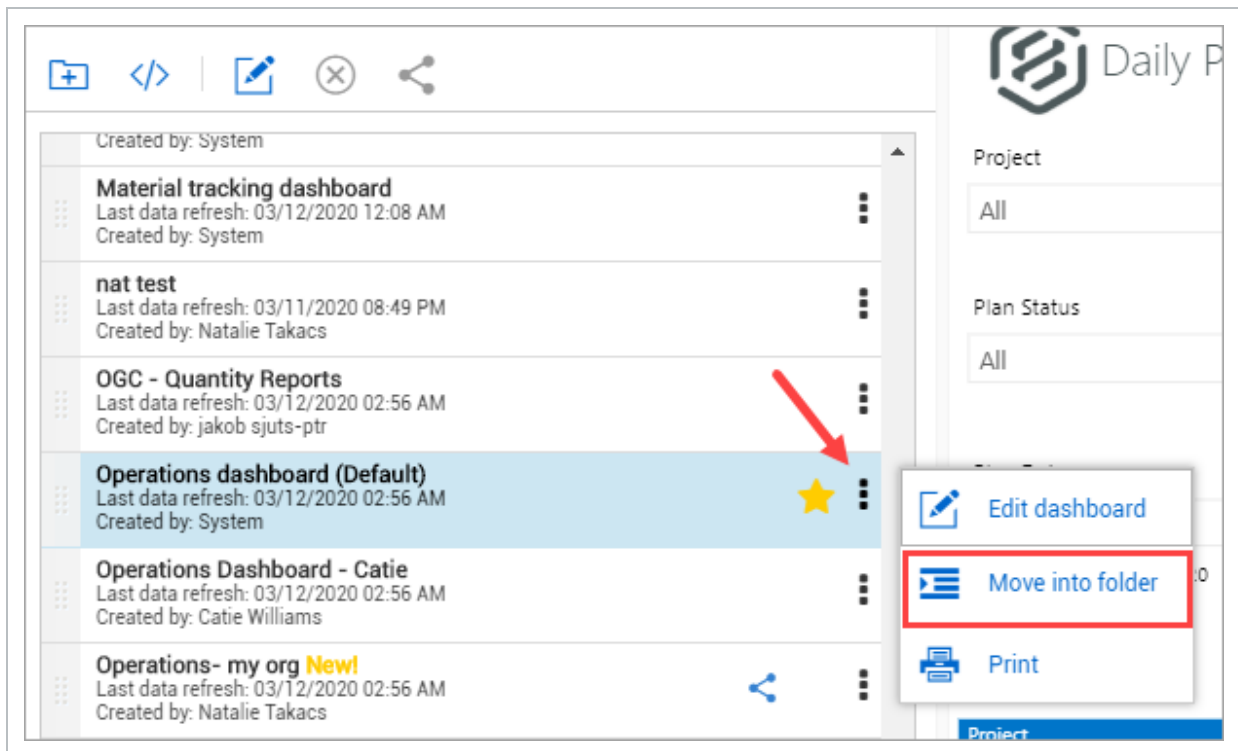 Daily P
Created by: System
Material tracking dashboard
Last data refresh: 03/12/2020 12:08 AM
Created by: System
nat test
Last data refresh: 03/11/2020 08:49 PM
Created by: Natalie Takacs
OGC - Quantity Reports
Last data refresh: 03/12/2020 02:56 AM
Created by: jakob sjuts-ptr
Operations dashboard (Default)
Last data refresh: 03/12/2020 02:56 AM
Created by: System
Operations Dashboard - Catie
Last data refresh: 03/12/2020 02:56 AM
Created by: Catie Williams
Operations- my org New!
Last data refresh: 03/12/2020 02:56 AM
Created by: Natalie Takacs
Project
All
Plan Status
All
Edit dashboard
Move into folder
Print
Project